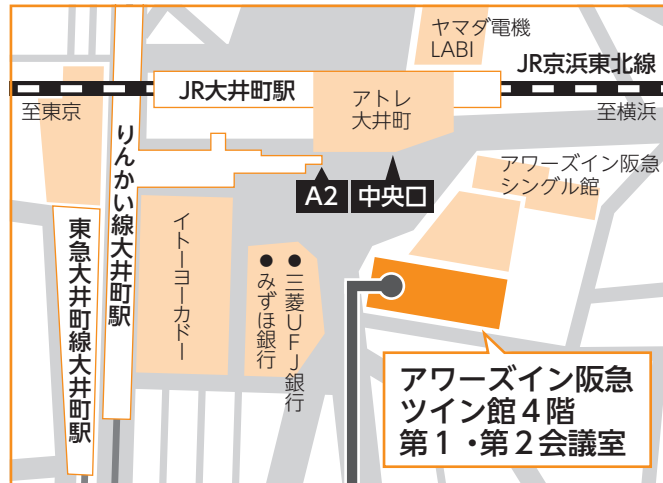 ヤマダ電機
LABI
JR京浜東北線
JR大井町駅
アトレ
大井町
至東京
至横浜
りんかい線大井町駅
アワーズイン阪急
シングル館
A2
中央口
イトーヨーカドー
東急大井町線大井町駅
三菱UFJ銀行
みずほ銀行
アワーズイン阪急
ツイン館4階
第1・第2会議室